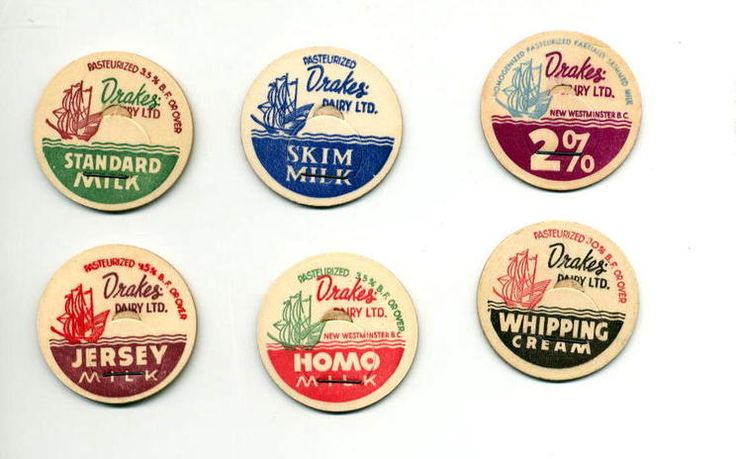 PASTEURIZED 3.5% B.F. OR OVER
Drakes
DAIRY LTD
STANDARD
MILK
PASTEURIZED
Drakes
DAIRY LTD.
SKIM
MILK
HOMOGENIZED PASTEURIZED PARTIALLY SKIMMED MILK
Drakes
DAIRY LTD.
NEW WESTMINSTER B.C.
2%
PASTEURIZED 4.5% B.F. OR OVER
Drakes
DAIRY LTD.
JERSEY
MILK
PASTEURIZED 3.5% B.F. OR OVER
Drakes
DAIRY LTD.
NEW WESTMINSTER B.C.
HOMO
MILK
PASTEURIZED 30% B.F. OR OVER
Drakes
DAIRY LTD.
WHIPPING
CREAM